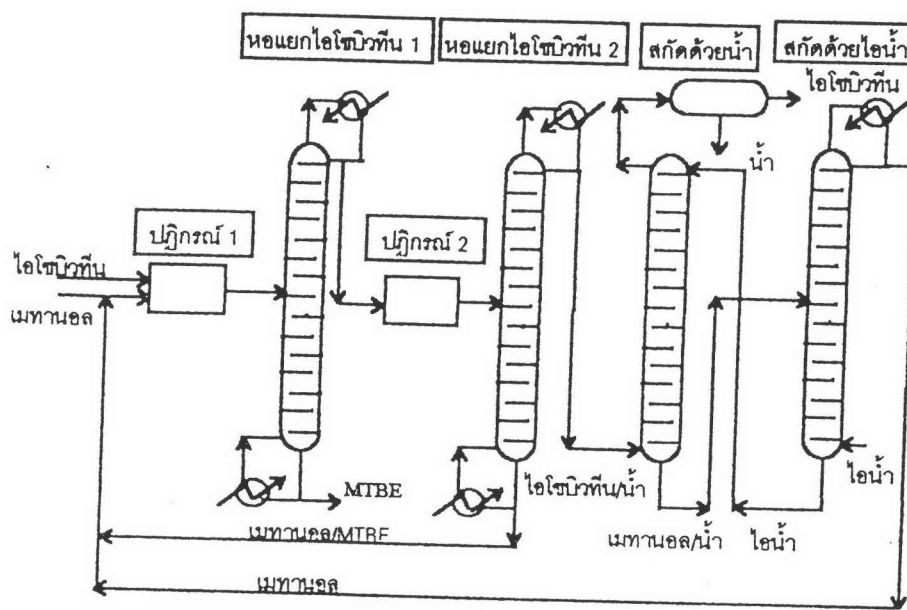 หอแยกไอโซบิวทีน 1
หอแยกไอโซบิวทีน 2
สกัดด้วยน้ำ
สกัดด้วยไอน้ำ
ไอโซบิวทีน
น้ำ
ปฏิกรณ์ 1
ปฏิกรณ์ 2
ไอโซบิวทีน
เมทานอล
MTBE
ไอโซบิวทีน/น้ำ
ไอน้ำ
เมทานอล/MTBE
เมทานอล/น้ำ
ไอน้ำ
เมทานอล